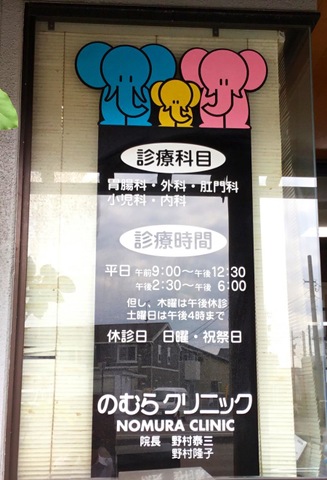 診療科目
胃腸科・外科・肛門科
小児科・内科
診療時間
平日 午前9:00〜午後12:30
午後2:30〜午後 6:00
但し、木曜は午後休診
土曜日は午後4時まで
休診日 日曜・祝祭日
のむらクリニック
NOMURA CLINIC
院長 野村泰三
野村隆子